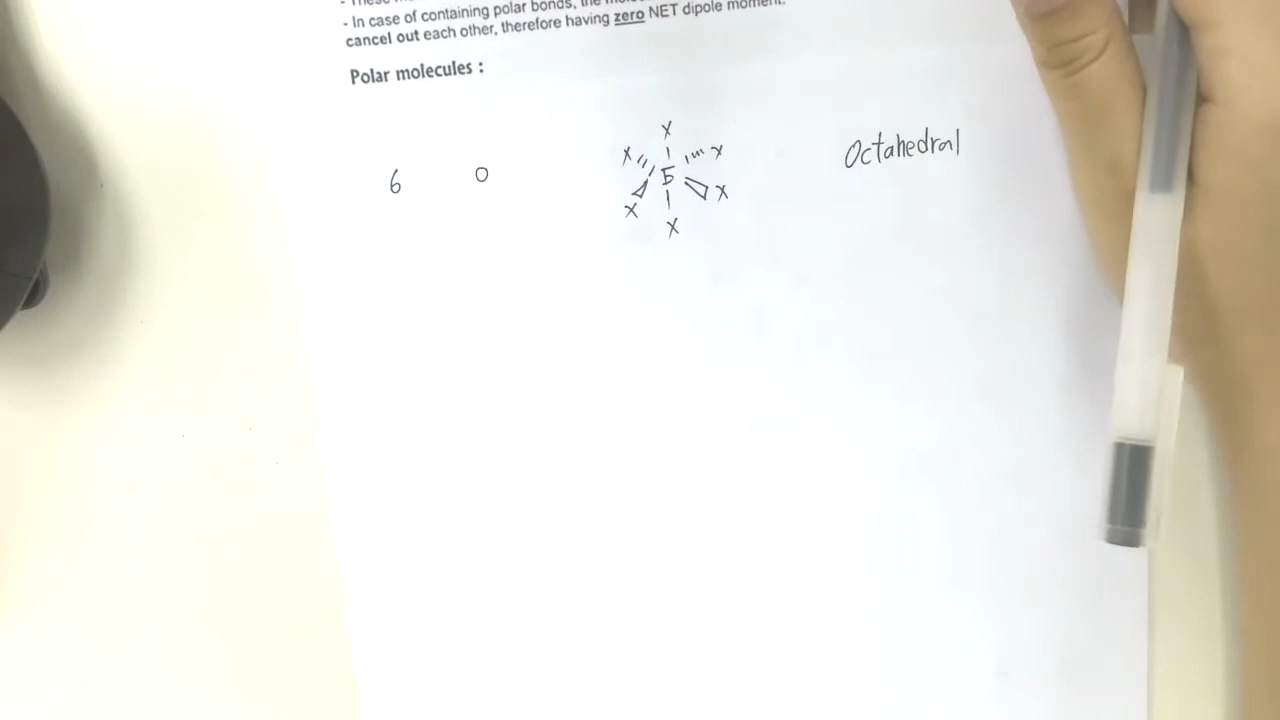 - In case of containing polar bonds, the
cancel out each other, therefore having zero NET dipole moment.
Polar molecules :
X
X X
6 0 Б Octahedral
X X
X